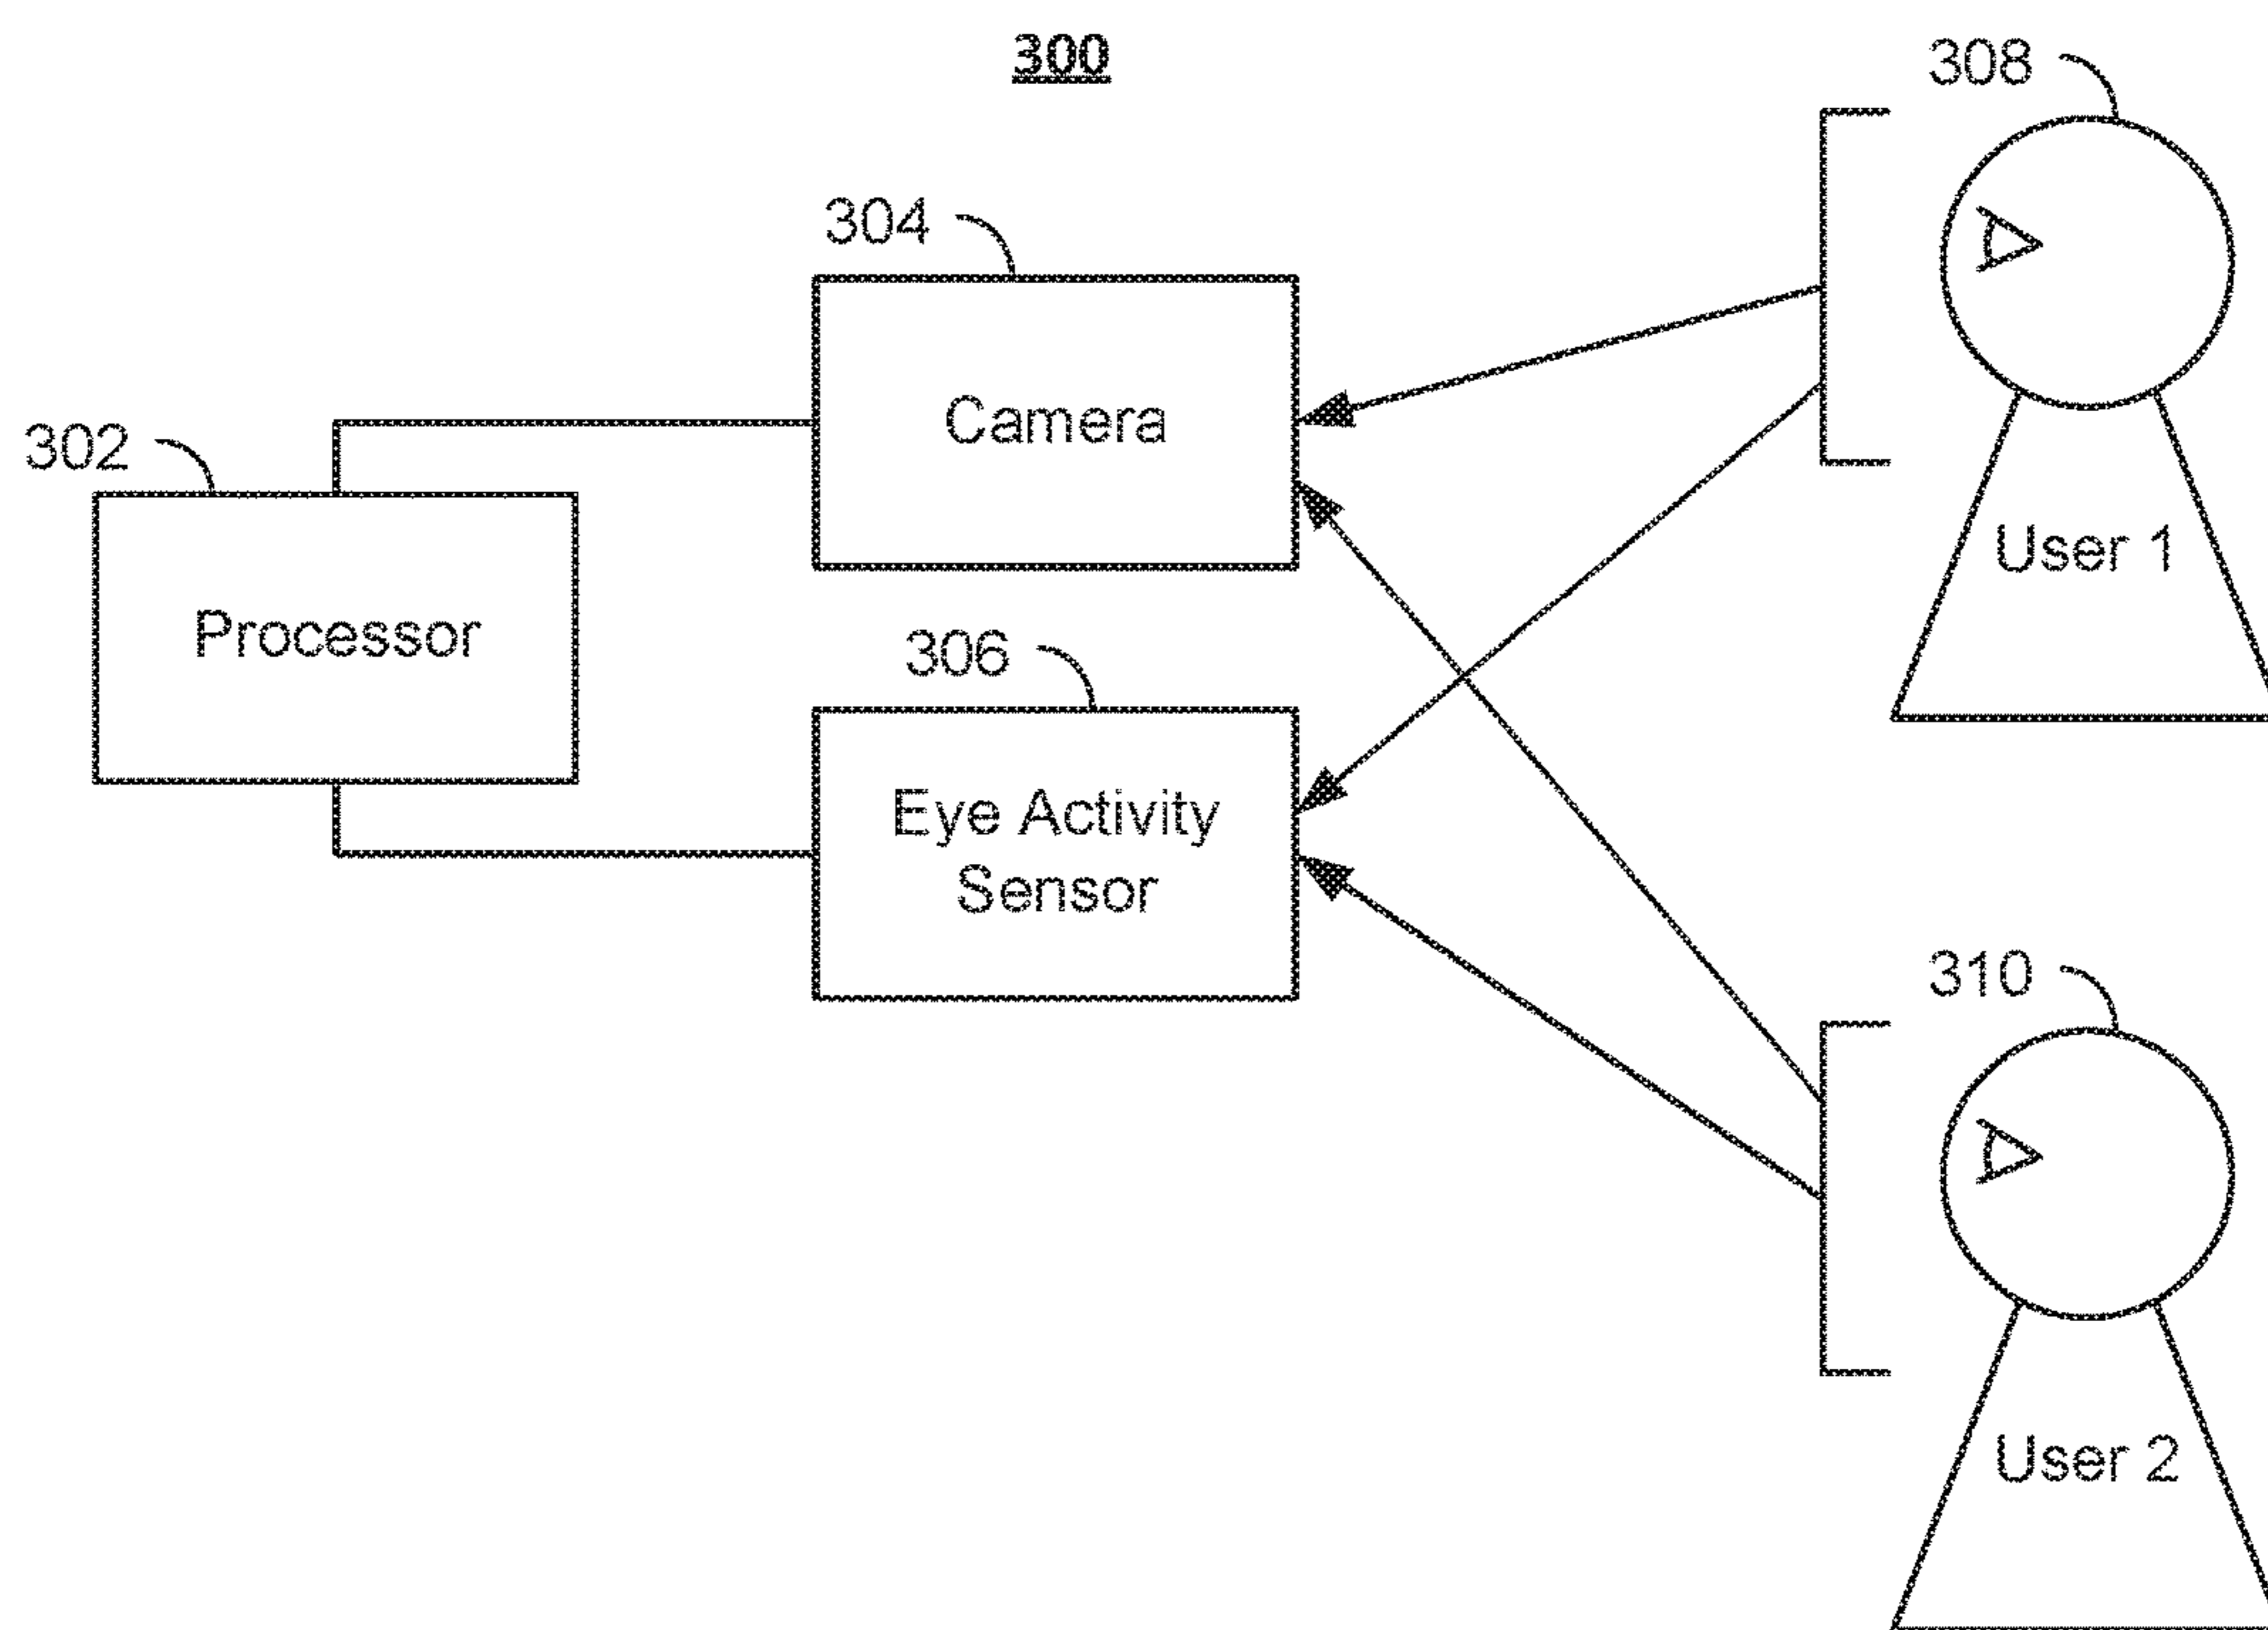 300
308
304
Camera
302
Processor
User 1
306
Eye Activity
Sensor
310
User 2